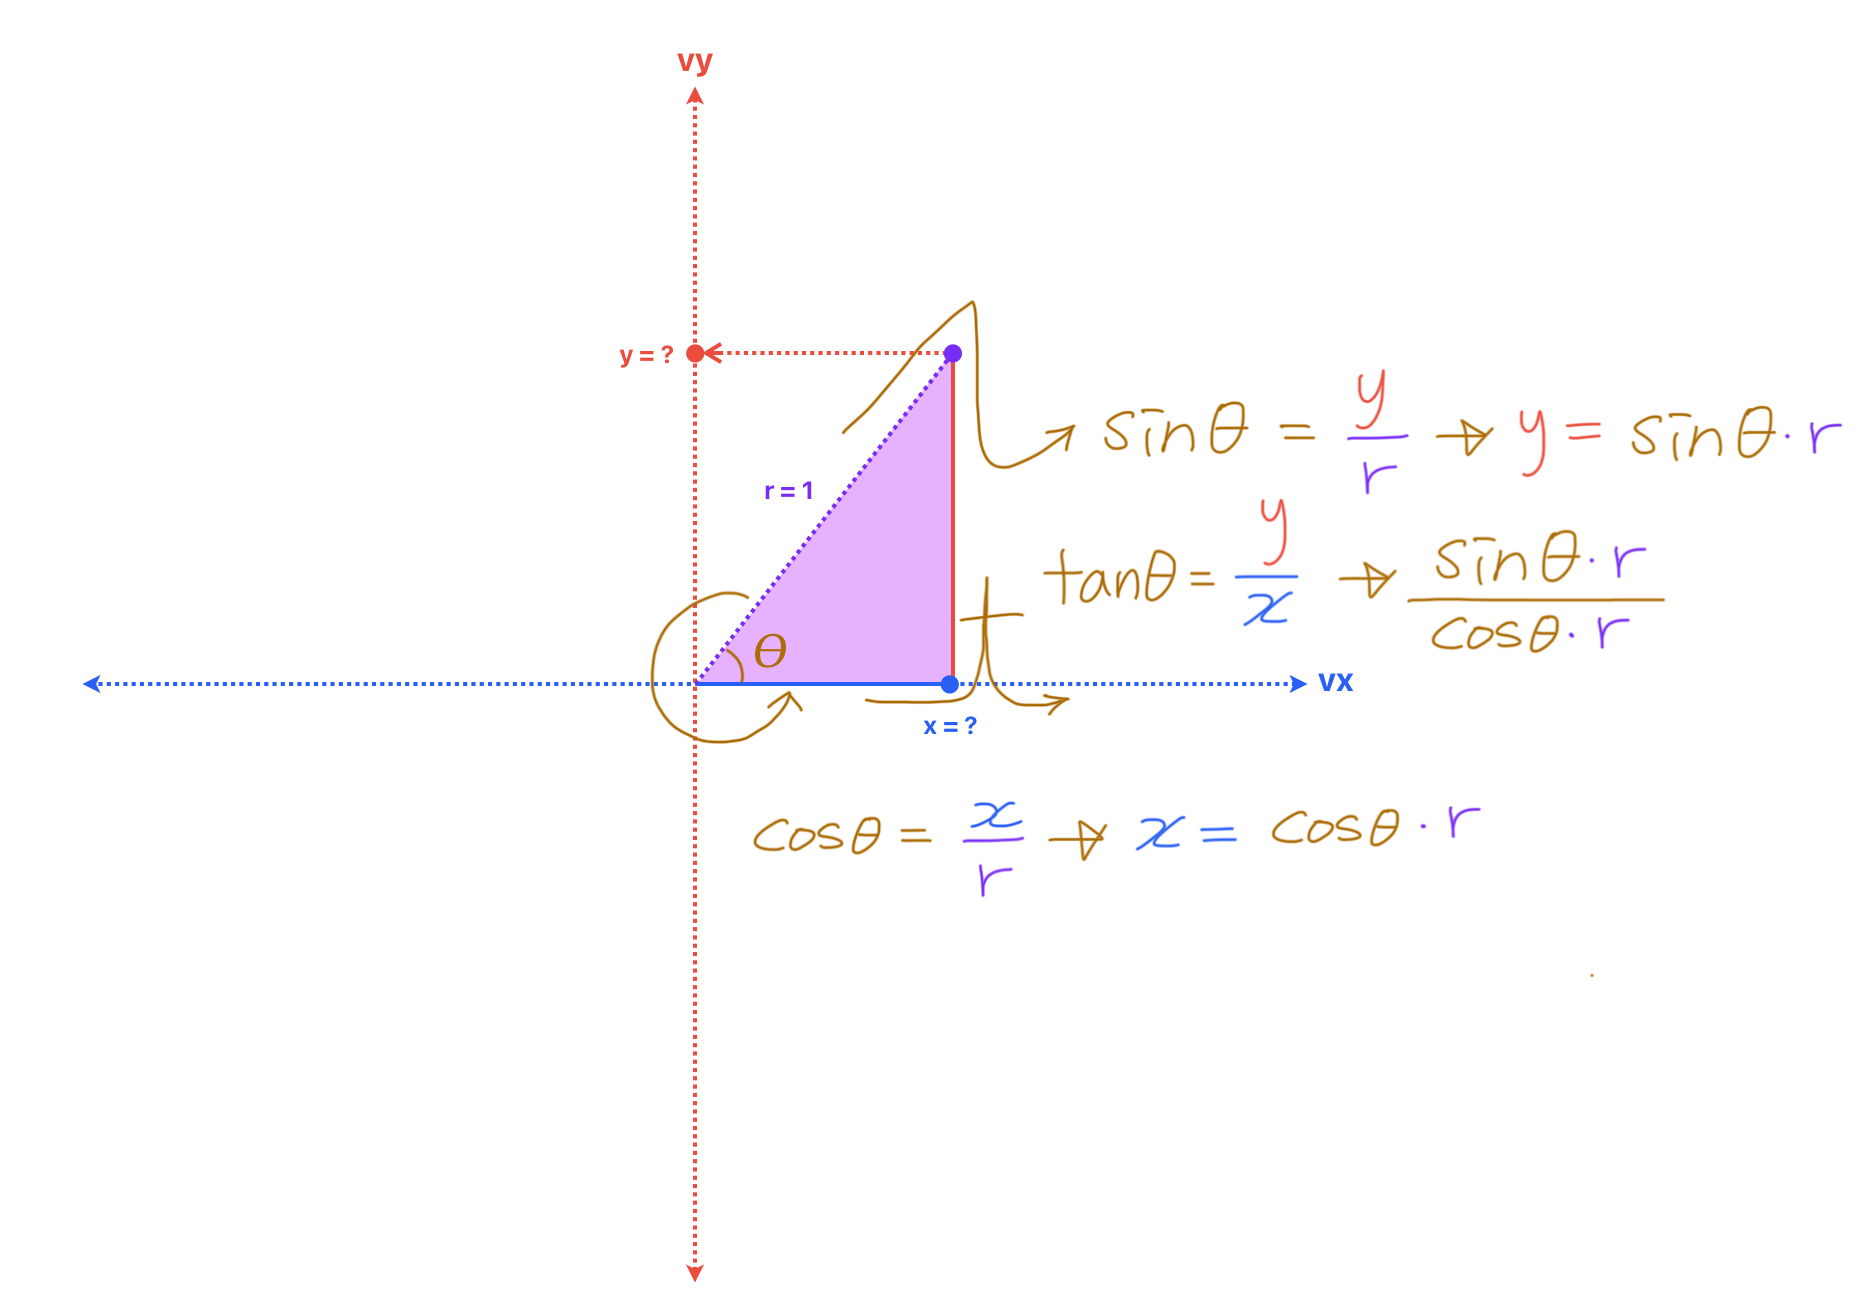 vy
y = ?
sinθ = y/r → y = sinθ · r
r = 1
tanθ = y/x → sinθ · r / cosθ · r
θ
vx
x = ?
cosθ = x/r → x = cosθ · r